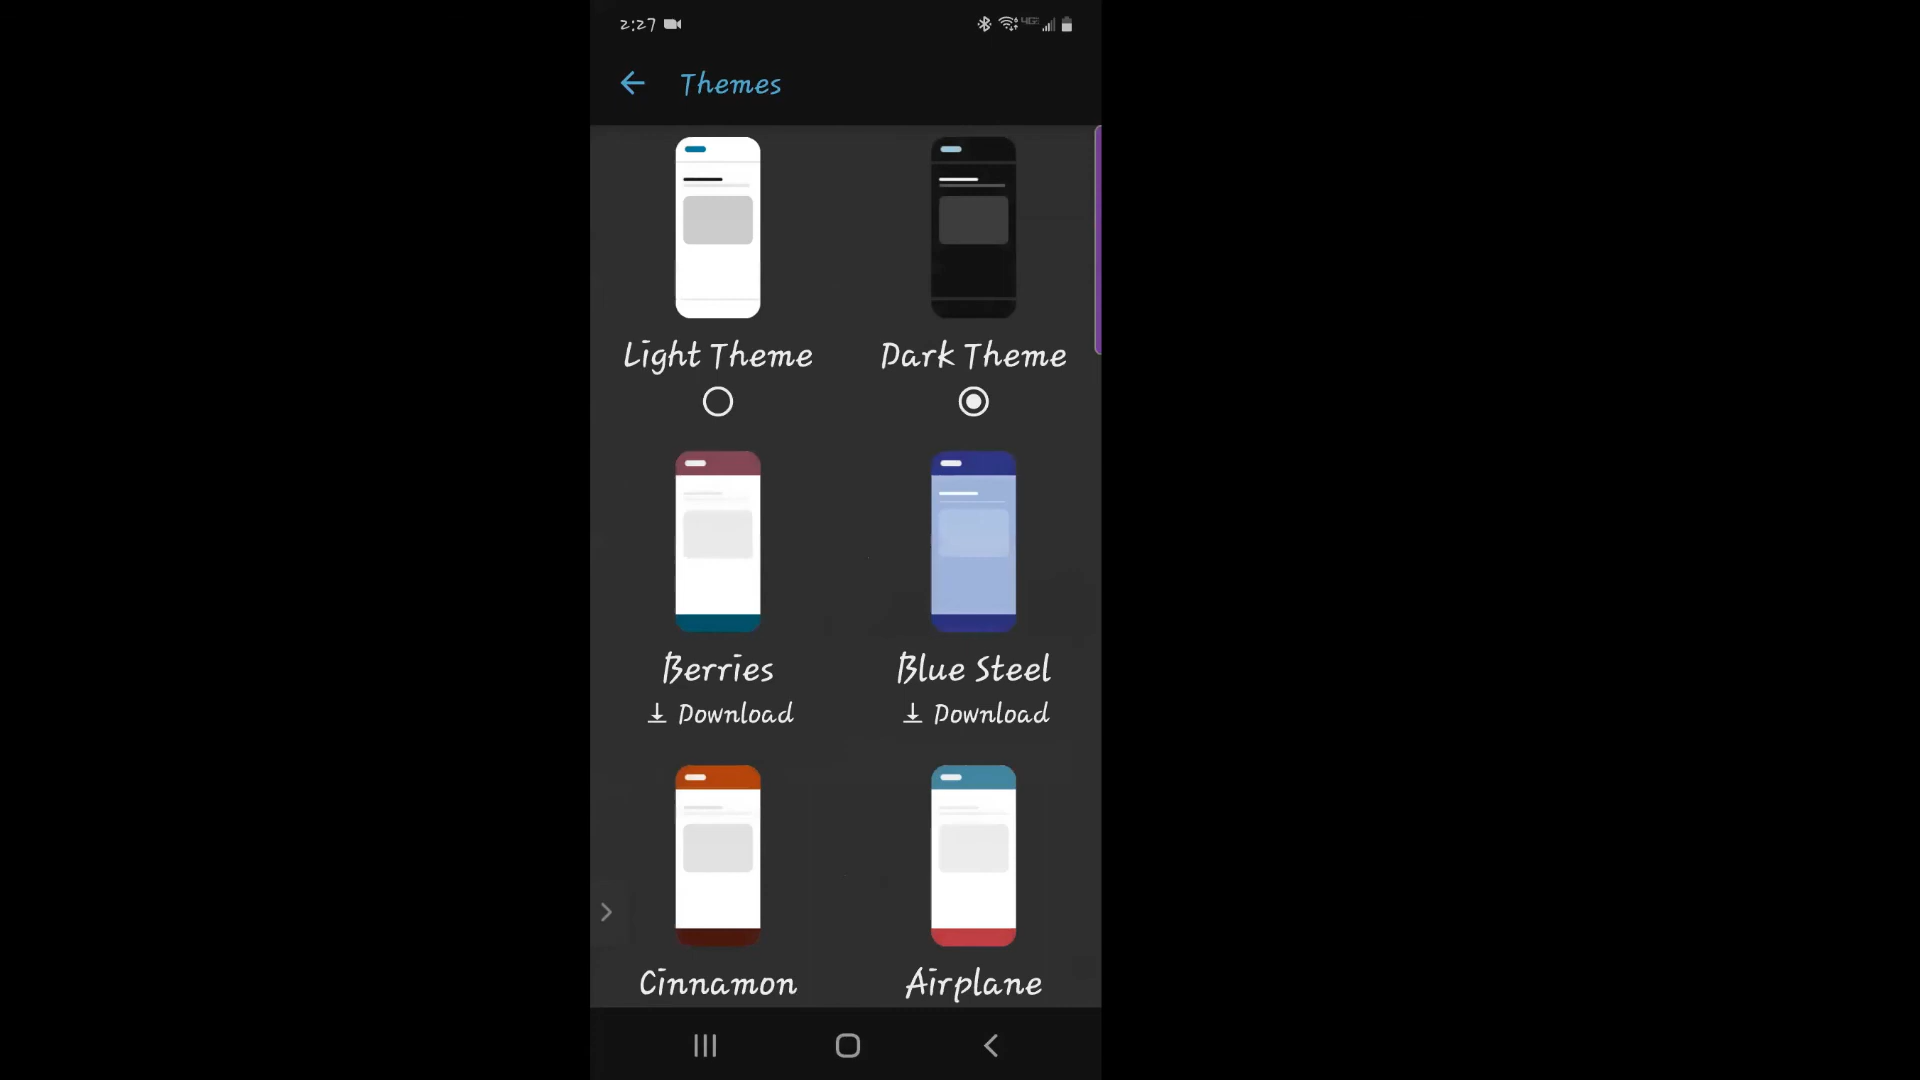 2:27
Themes
Light Theme
Dark Theme
Berries
Blue Steel
Download
Download
Cinnamon
Airplane